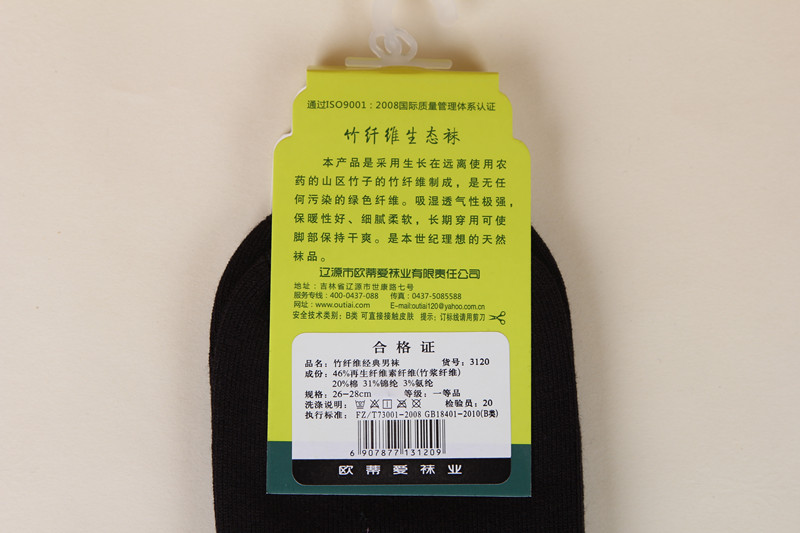 通过ISO9001：2008国际质量管理体系认证
竹纤维生态袜
本产品是采用生长在远离使用农
药的山区竹子的竹纤维制成，是无任
何污染的绿色纤维。吸湿透气性极强，
保暖性好、细腻柔软，长期穿用可使
脚部保持干爽。是本世纪理想的天然
袜品。
辽源市欧蒂爱袜业有限责任公司
地址：吉林省辽源市世康路七号
服务专线：400-0437-088 传真：0437-5085588
网址：www.outiai.com E-mail:outiai120@yahoo.com.cn
安全技术类别：B类 可直接接触皮肤 提示：订标线请用剪刀
合格证
品名：竹纤维经典男袜 货号：3120
成份：46%再生纤维素纤维(竹浆纤维)
20%棉 31%锦纶 3%氨纶
规格：26-28cm 等级：一等品
洗涤说明： 检验员：20
执行标准： FZ/T73001-2008 GB18401-2010(B类)
6 907877 131209
欧蒂爱袜业